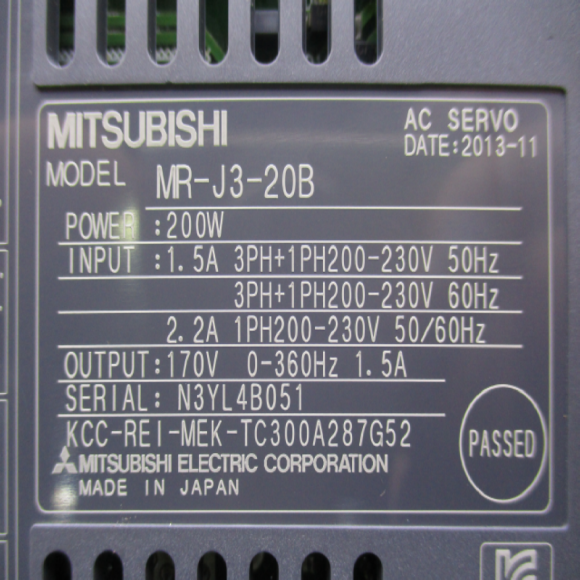 MITSUBISHI
AC SERVO
DATE:2013-11
MODEL MR-J3-20B
POWER :200W
INPUT :1.5A 3PH+1PH200-230V 50Hz
3PH+1PH200-230V 60Hz
2.2A 1PH200-230V 50/60Hz
OUTPUT:170V 0-360Hz 1.5A
SERIAL: N3YL4B051
KCC-REI-MEK-TC300A287G52
PASSED
MITSUBISHI ELECTRIC CORPORATION
MADE IN JAPAN